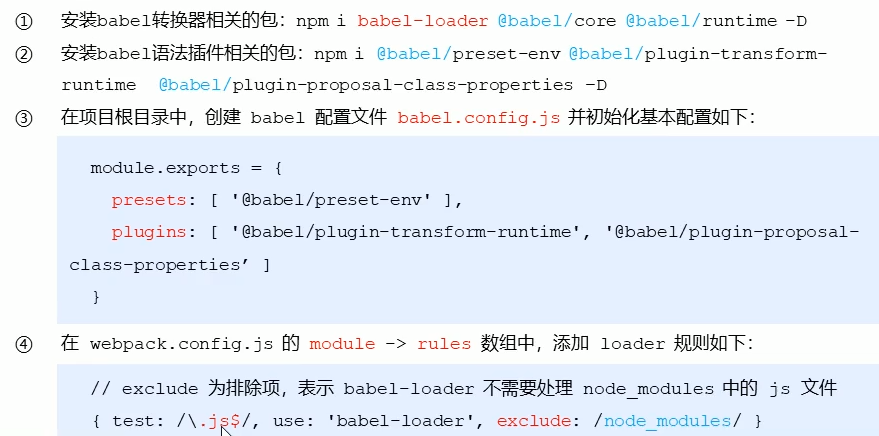 ① 安装babel转换器相关的包：npm i babel-loader @babel/core @babel/runtime -D
② 安装babel语法插件相关的包：npm i @babel/preset-env @babel/plugin-transform-
runtime @babel/plugin-proposal-class-properties -D
③ 在项目根目录中，创建 babel 配置文件 babel.config.js 并初始化基本配置如下：
module.exports = {
presets: [ '@babel/preset-env' ],
plugins: [ '@babel/plugin-transform-runtime', '@babel/plugin-proposal-
class-properties’ ]
}
④ 在 webpack.config.js 的 module -> rules 数组中，添加 loader 规则如下：
// exclude 为排除项，表示 babel-loader 不需要处理 node_modules 中的 js 文件
{ test: /\.js$/, use: 'babel-loader', exclude: /node_modules/ }